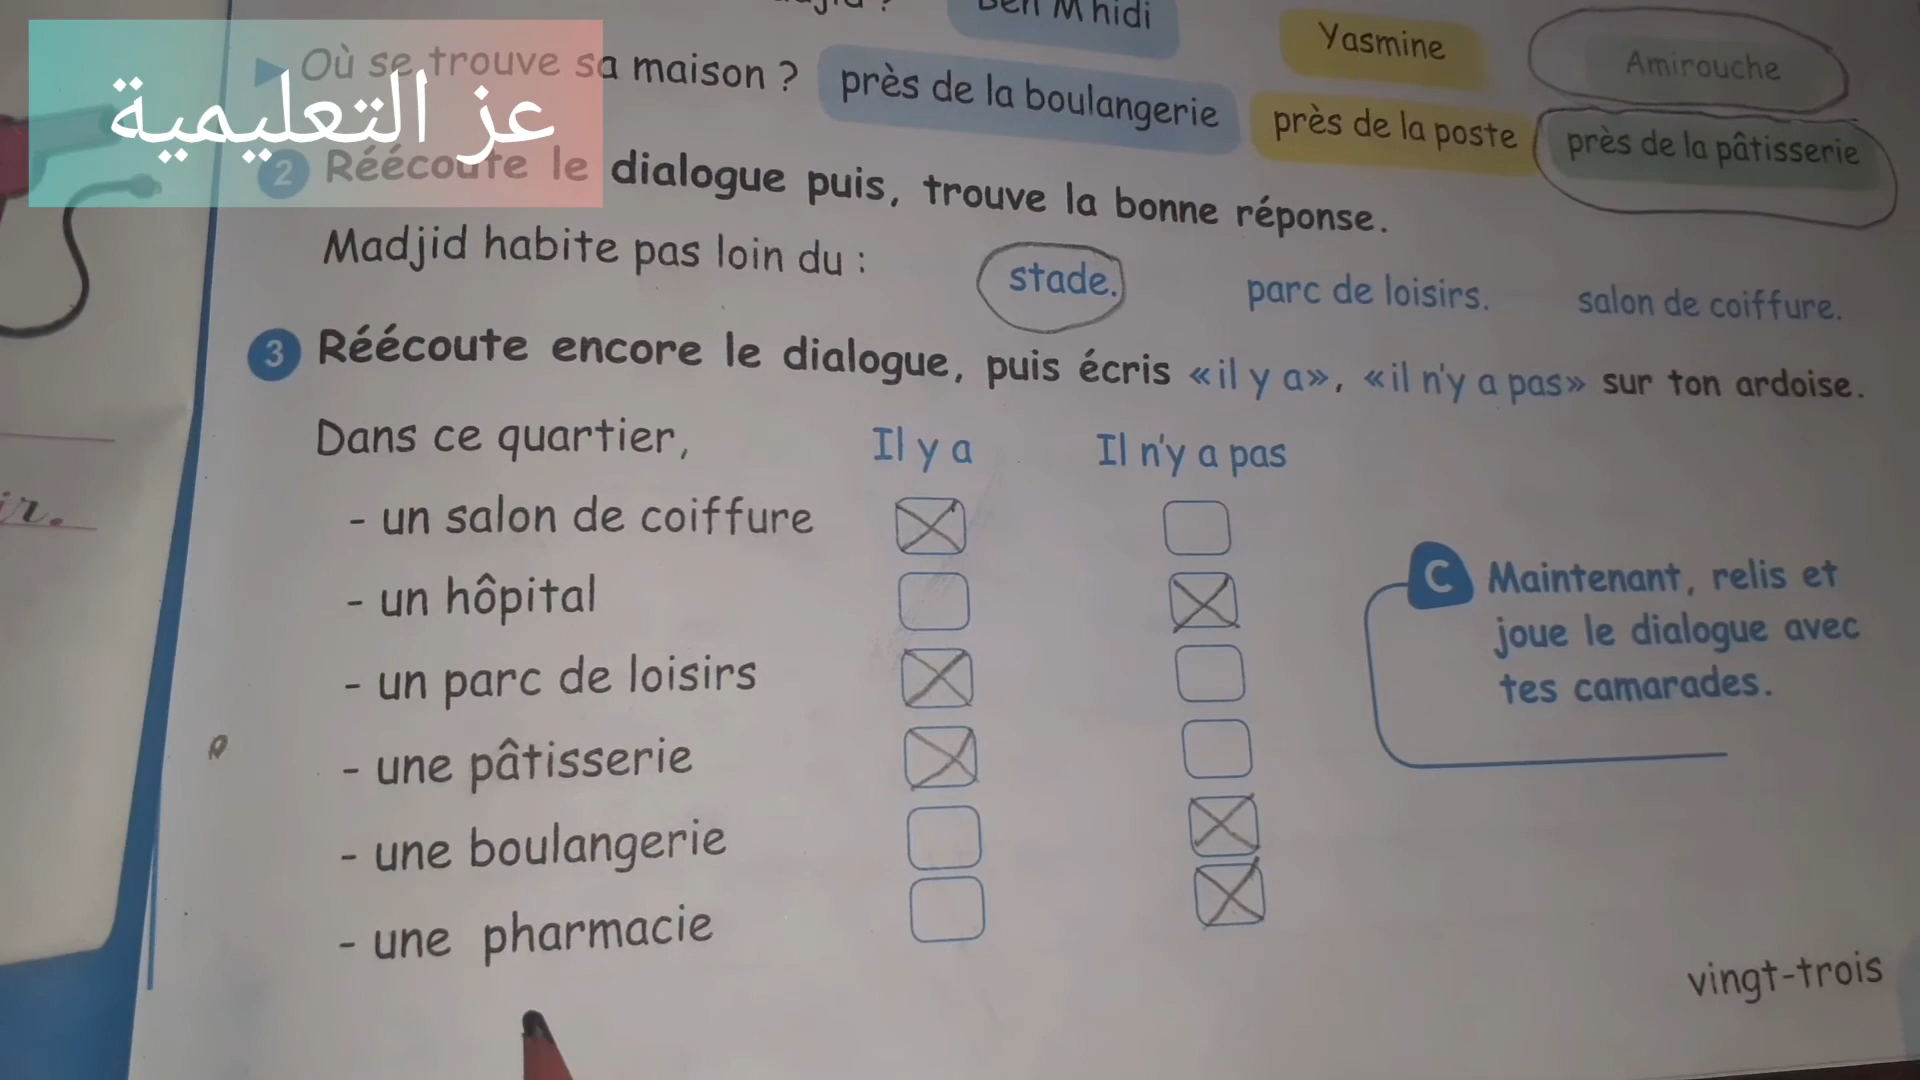 Ben M'hidi
Yasmine
Amirouche
Où se trouve sa maison ? près de la boulangerie près de la poste près de la pâtisserie
عز التعليمية
2 Réécoute le dialogue puis, trouve la bonne réponse.
Madjid habite pas loin du : stade. parc de loisirs. salon de coiffure.
3 Réécoute encore le dialogue, puis écris «il y a», «il n'y a pas» sur ton ardoise.
Dans ce quartier, Il y a Il n'y a pas
- un salon de coiffure
- un hôpital
- un parc de loisirs
- une pâtisserie
- une boulangerie
- une pharmacie
C Maintenant, relis et
joue le dialogue avec
tes camarades.
vingt-trois